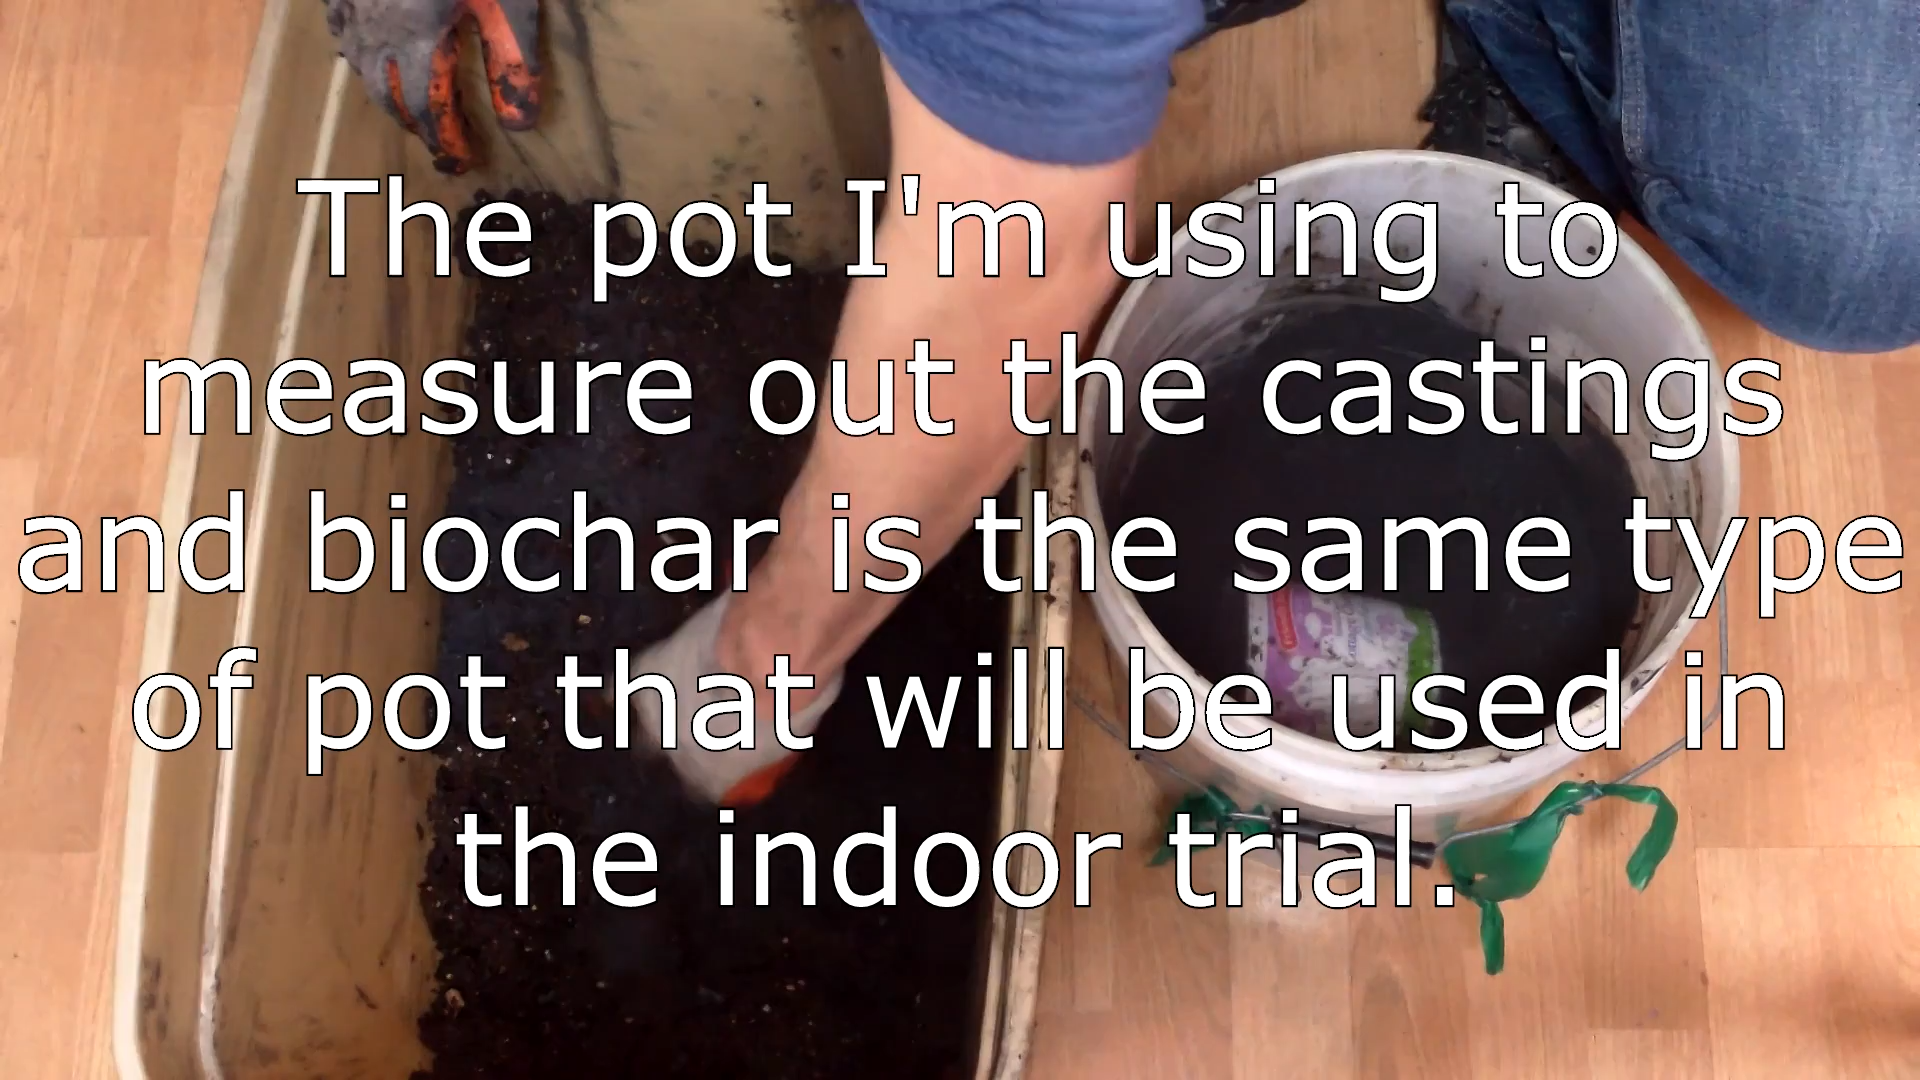 The pot I'm using to
measure out the castings
and biochar is the same type
of pot that will be used in
the indoor trial.